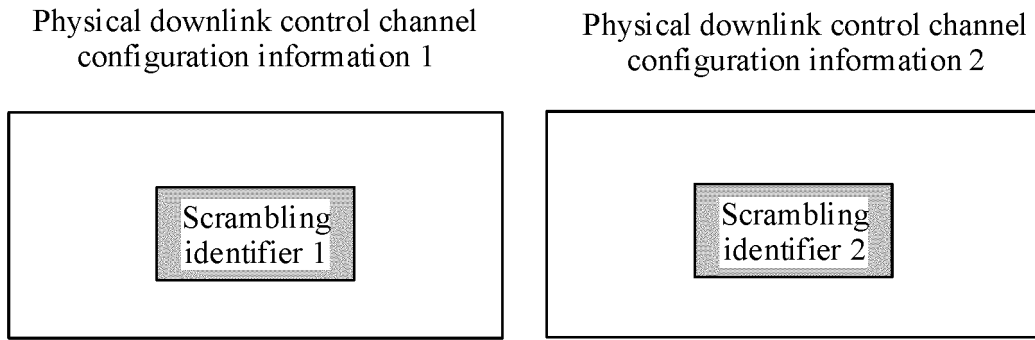 Physical downlink control channel
configuration information 1
Physical downlink control channel
configuration information 2
Scrambling
identifier 1
Scrambling
identifier 2